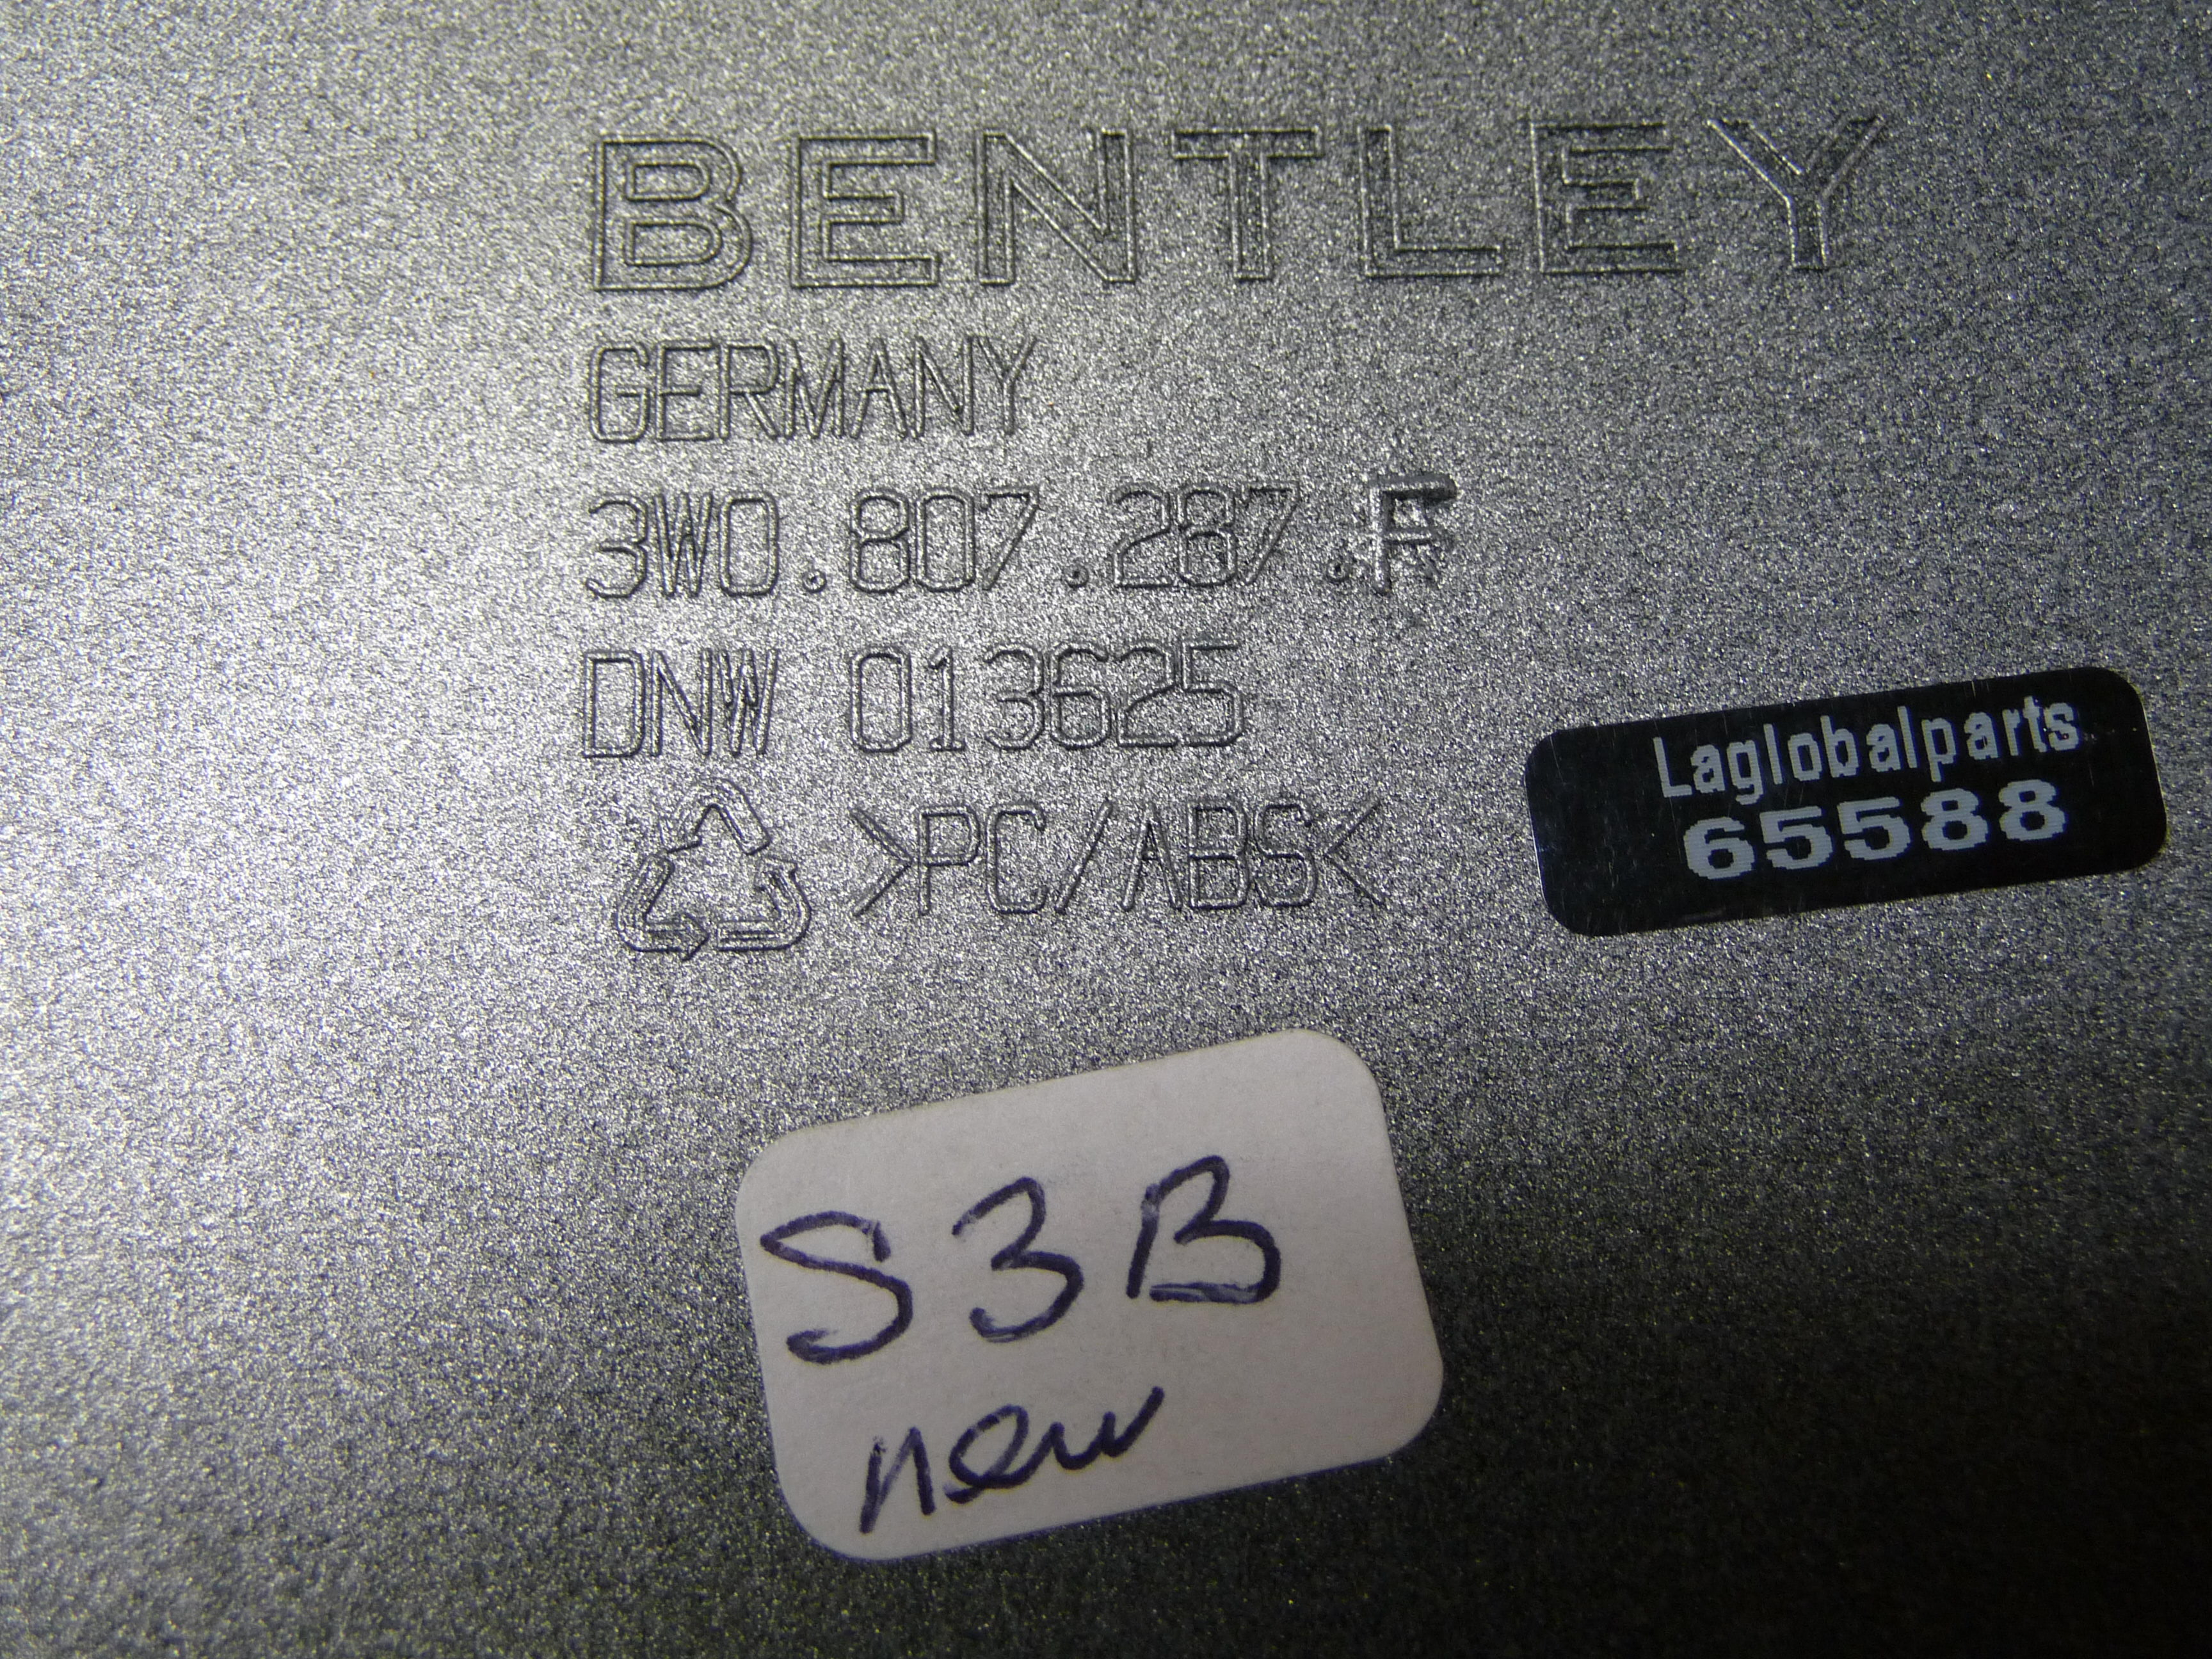 BENTLEY
GERMANY
3W0.807.287.F
DNW 013625
>PC/ABS<
Laglobalparts
65588
S3B
new